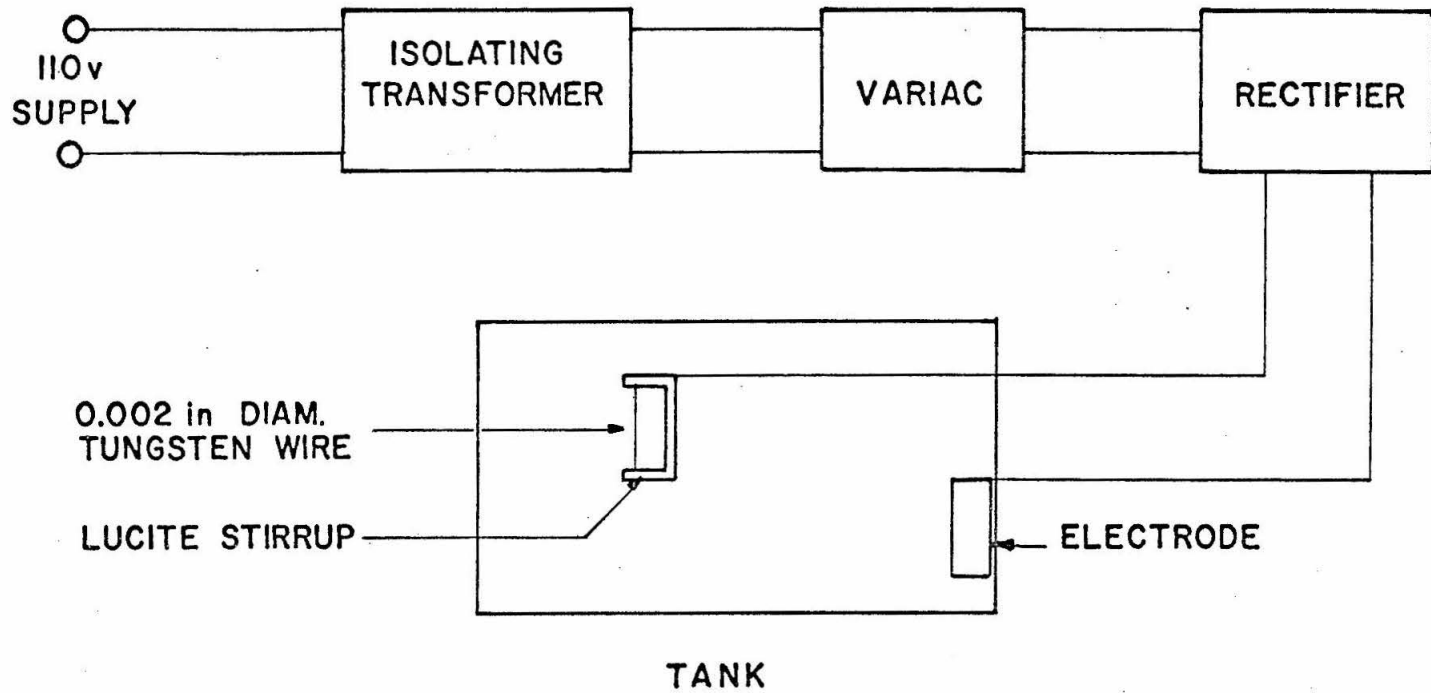 110v
SUPPLY
ISOLATING
TRANSFORMER
VARIAC
RECTIFIER
0.002 in DIAM.
TUNGSTEN WIRE
LUCITE STIRRUP
ELECTRODE
TANK